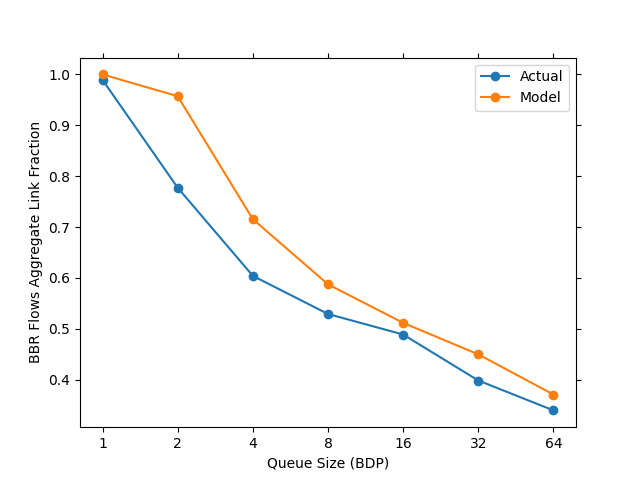 Actual
Model
BBR Flows Aggregate Link Fraction
1.0
0.9
0.8
0.7
0.6
0.5
0.4
1 2 4 8 16 32 64
Queue Size (BDP)